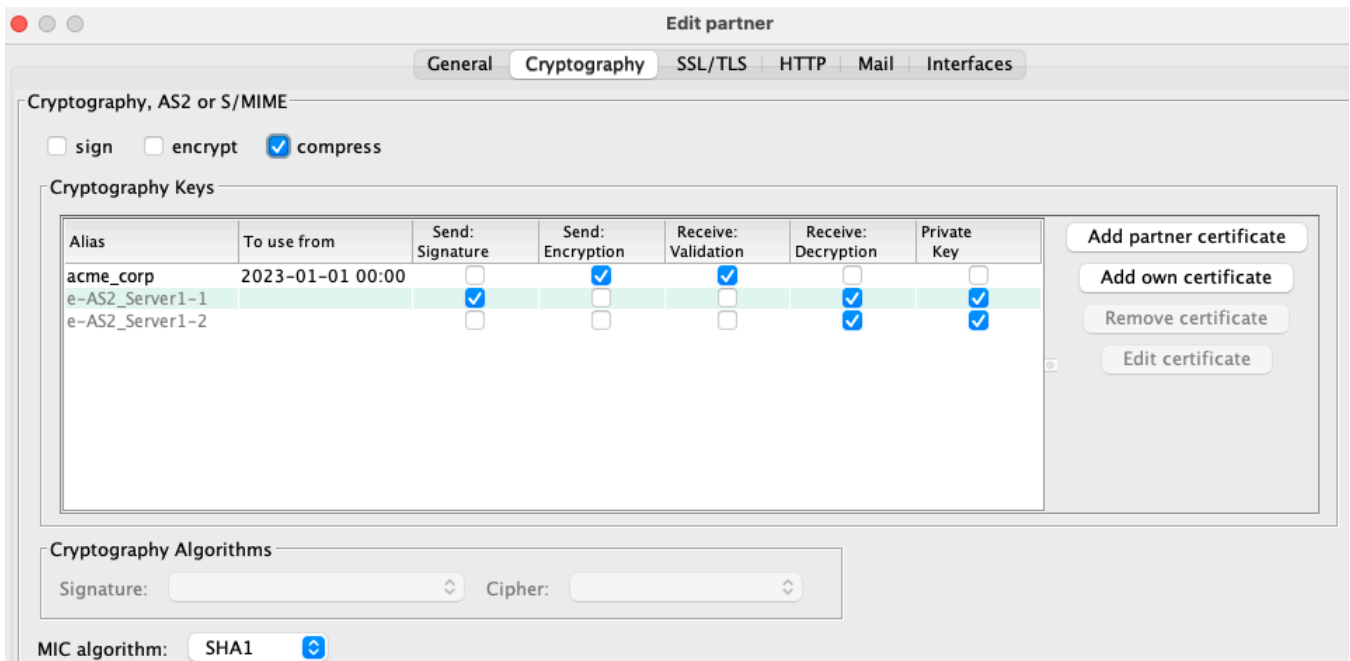 Edit partner
General Cryptography SSL/TLS HTTP Mail Interfaces
Cryptography, AS2 or S/MIME
sign encrypt compress
Cryptography Keys
Alias To use from Send: Signature Send: Encryption Receive: Validation Receive: Decryption Private Key
acme_corp 2023-01-01 00:00
e-AS2_Server1-1
e-AS2_Server1-2
Add partner certificate
Add own certificate
Remove certificate
Edit certificate
Cryptography Algorithms
Signature: Cipher:
MIC algorithm: SHA1